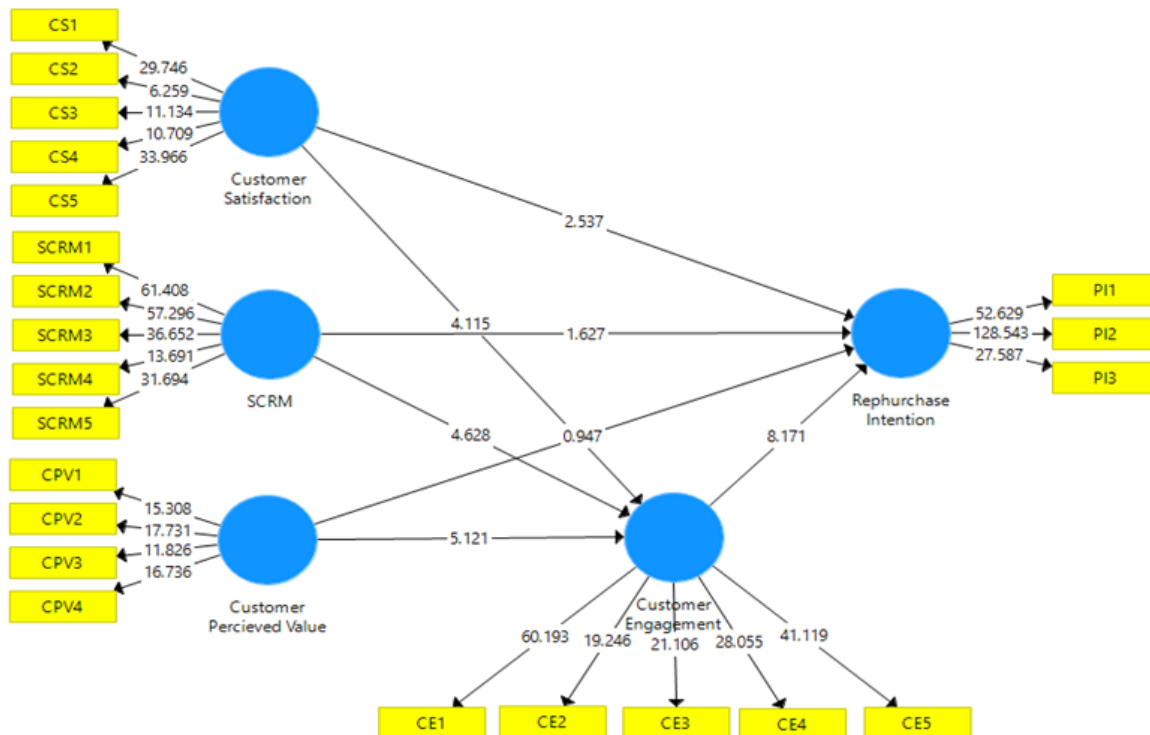 CS1
CS2
CS3
CS4
CS5
29.746
6.259
11.134
10.709
33.966
Customer
Satisfaction
SCRM1
SCRM2
SCRM3
SCRM4
SCRM5
61.408
57.296
36.652
13.691
31.694
SCRM
CPV1
CPV2
CPV3
CPV4
15.308
17.731
11.826
16.736
Customer
Percieved Value
2.537
4.115
1.627
4.628
0.947
5.121
8.171
Rephurchase
Intention
52.629
128.543
27.587
PI1
PI2
PI3
Customer
Engagement
60.193
19.246
21.106
28.055
41.119
CE1
CE2
CE3
CE4
CE5